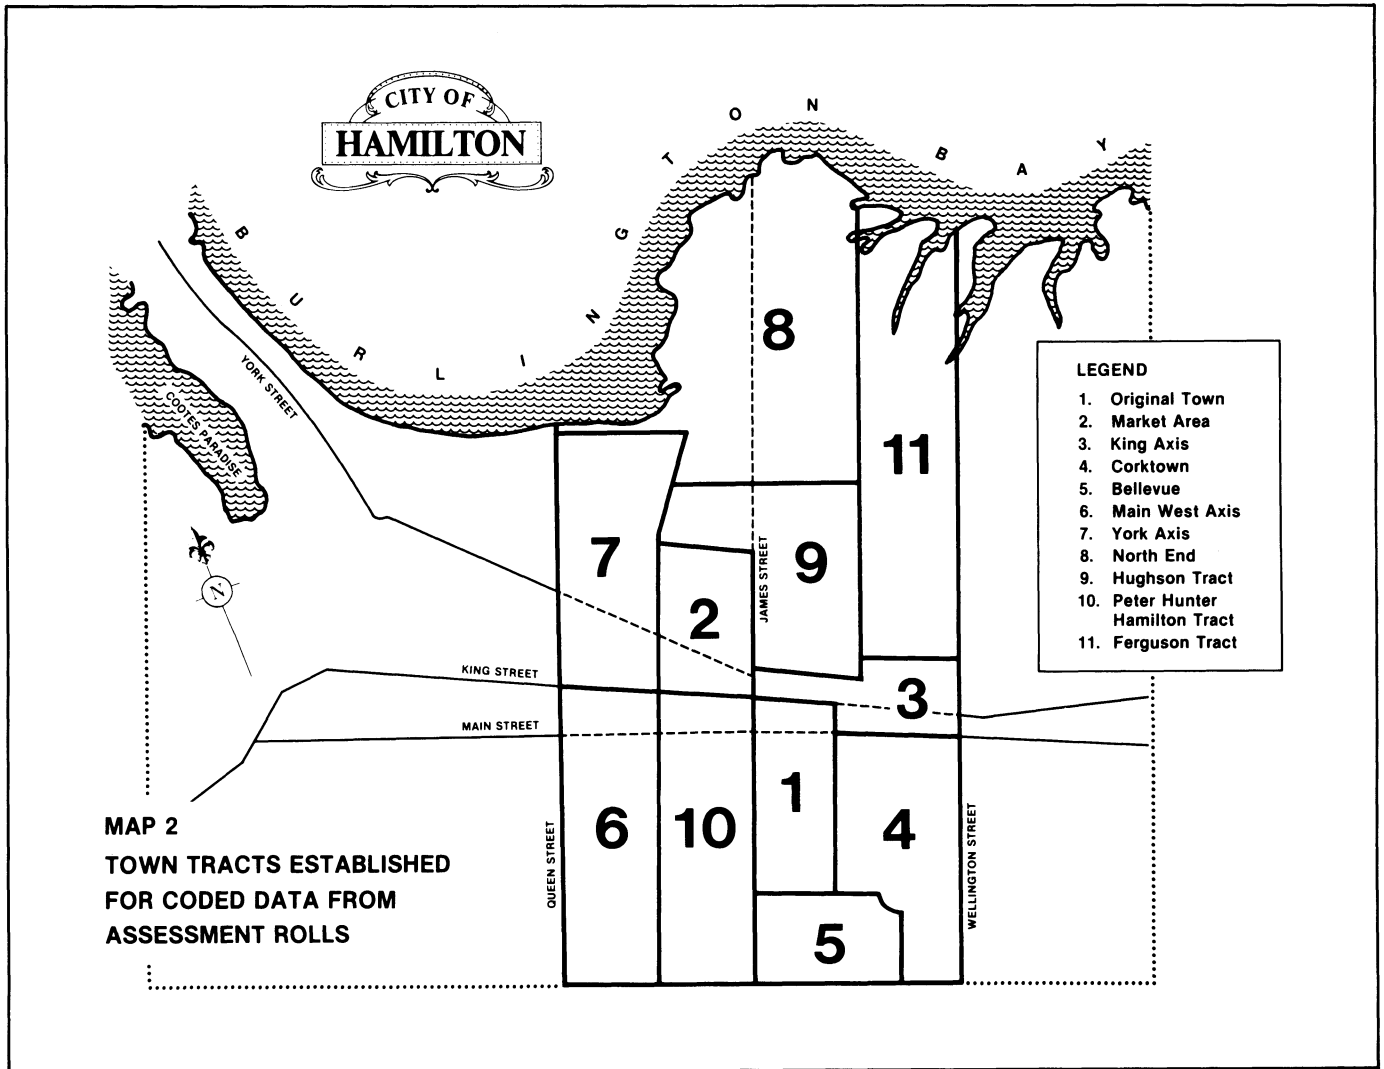 CITY OF
HAMILTON
BURLINGTON BAY
YORK STREET
COOTES PARADISE
N
8
11
7
9
2
JAMES STREET
KING STREET
3
MAIN STREET
1
6
10
4
QUEEN STREET
WELLINGTON STREET
5
LEGEND
1. Original Town
2. Market Area
3. King Axis
4. Corktown
5. Bellevue
6. Main West Axis
7. York Axis
8. North End
9. Hughson Tract
10. Peter Hunter
Hamilton Tract
11. Ferguson Tract
MAP 2
TOWN TRACTS ESTABLISHED
FOR CODED DATA FROM
ASSESSMENT ROLLS